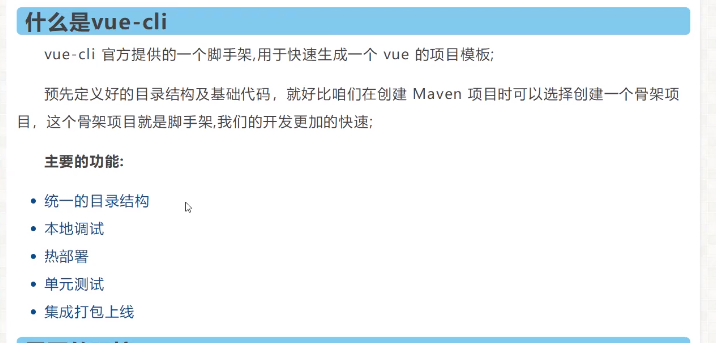 什么是vue-cli
vue-cli 官方提供的一个脚手架,用于快速生成一个 vue 的项目模板;
预先定义好的目录结构及基础代码，就好比咱们在创建 Maven 项目时可以选择创建一个骨架项
目，这个骨架项目就是脚手架,我们的开发更加的快速;
主要的功能:
统一的目录结构
本地调试
热部署
单元测试
集成打包上线